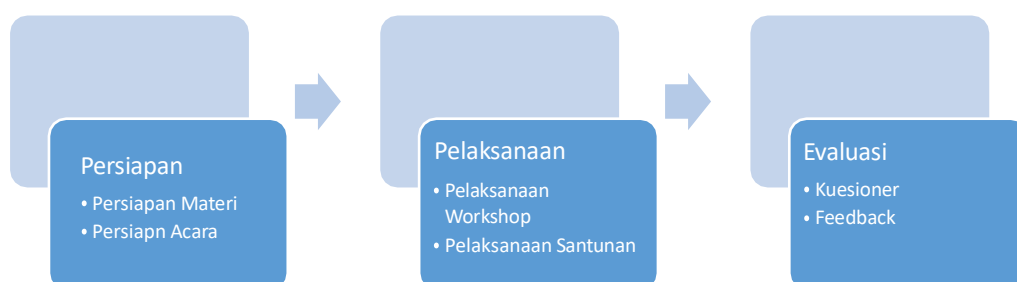 Persiapan
• Persiapan Materi
• Persiapn Acara
Pelaksanaan
• Pelaksanaan
Workshop
• Pelaksanaan Santunan
Evaluasi
• Kuesioner
• Feedback